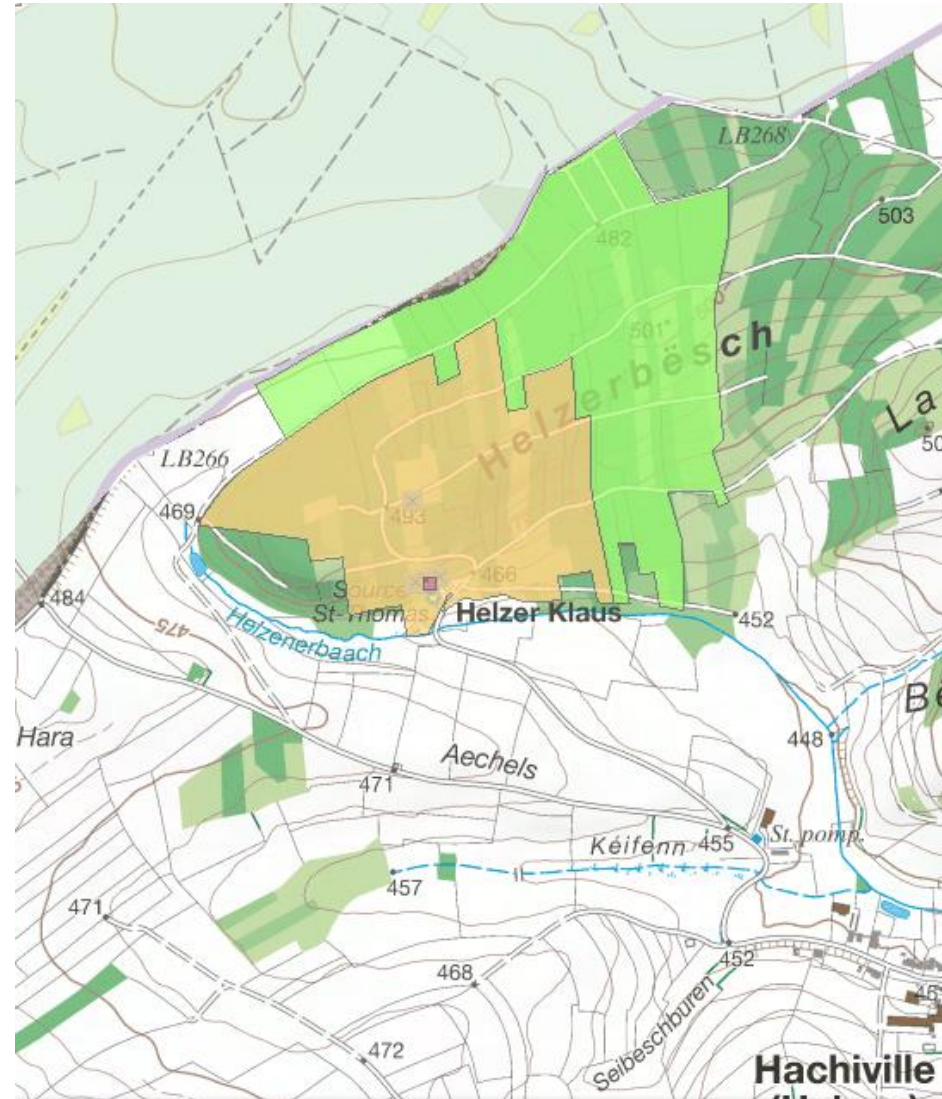 LB268
503
482
501
Helzerbësch
La
50
LB266
469
493
466
Source
St-Thomas
Helzer Klaus
452
484
475
Helzenerbaach
Hara
Aechels
471
448
Kéifenn
455
St. pomp.
457
471
468
452
472
Seibeschburen
Hachiville